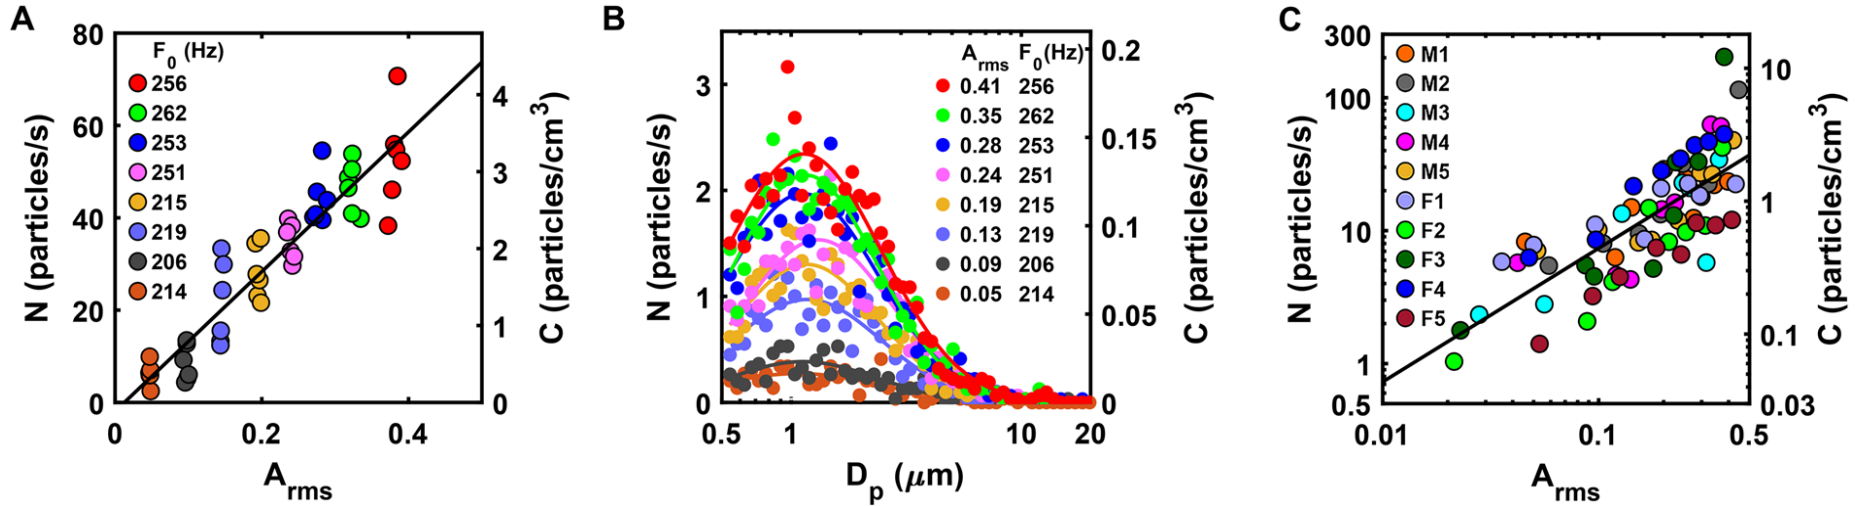 A
F0 (Hz)
256
262
253
251
215
219
206
214
80
60
40
20
0
N (particles/s)
0
0.2
0.4
Arms
4
3
2
1
0
C (particles/cm3)
B
Arms F0(Hz)
0.41 256
0.35 262
0.28 253
0.24 251
0.19 215
0.13 219
0.09 206
0.05 214
3
2
1
0
N (particles/s)
0.5
1
10
20
Dp (μm)
0.2
0.15
0.1
0.05
0
C (particles/cm3)
C
M1
M2
M3
M4
M5
F1
F2
F3
F4
F5
300
100
10
1
0.5
N (particles/s)
0.01
0.1
0.5
Arms
10
1
0.1
0.03
C (particles/cm3)